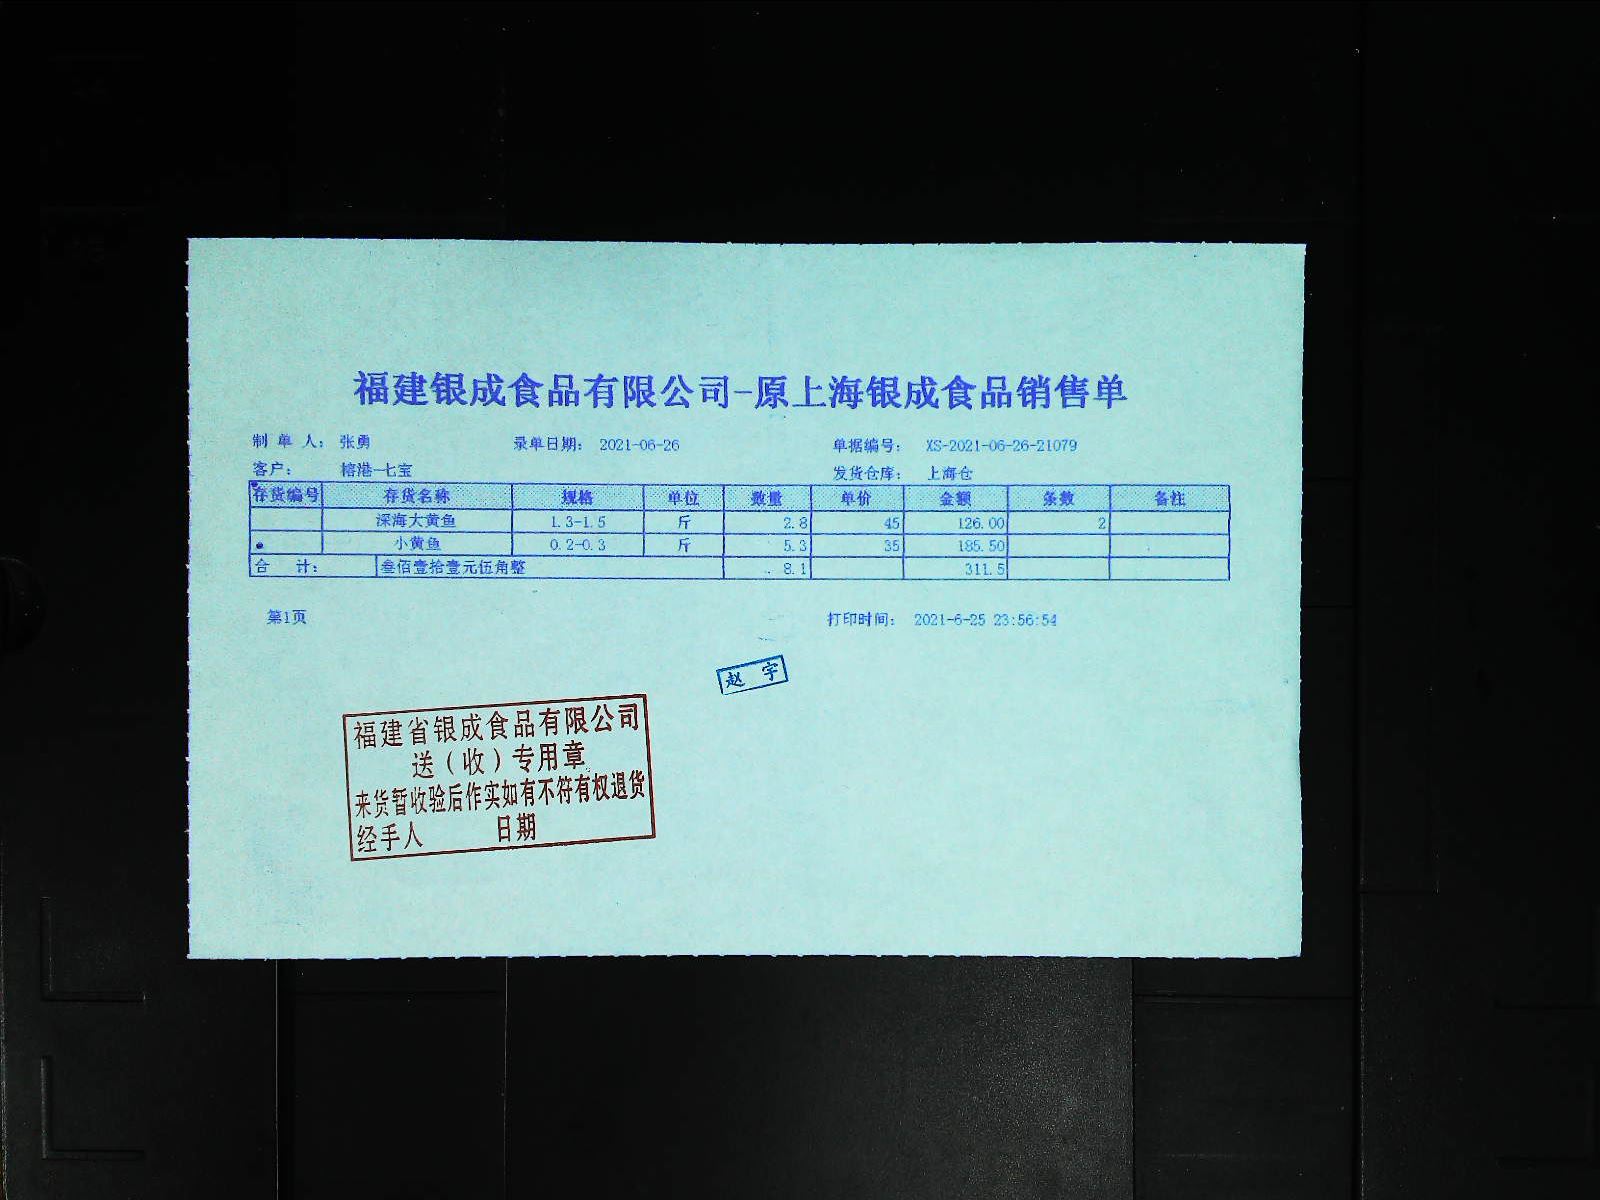 福建银成食品有限公司-原上海银成食品销售单
制 单 人： 张勇 录单日期： 2021-06-26 单据编号： XS-2021-06-26-21079
客户： 榕港—七宝 发货仓库： 上海仓
存货编号 存货名称 规格 单位 数量 单价 金额 条数 备注
深海大黄鱼 1.3-1.5 斤 2.8 45 126.00 2
小黄鱼 0.2-0.3 斤 5.3 35 185.50
合 计： 叁佰壹拾壹元伍角整 8.1 311.5
第1页 打印时间： 2021-6-25 23:56:54
赵 宇
福建省银成食品有限公司
送（收）专用章
来货暂收验后作实如有不符有权退货
经手人 日期